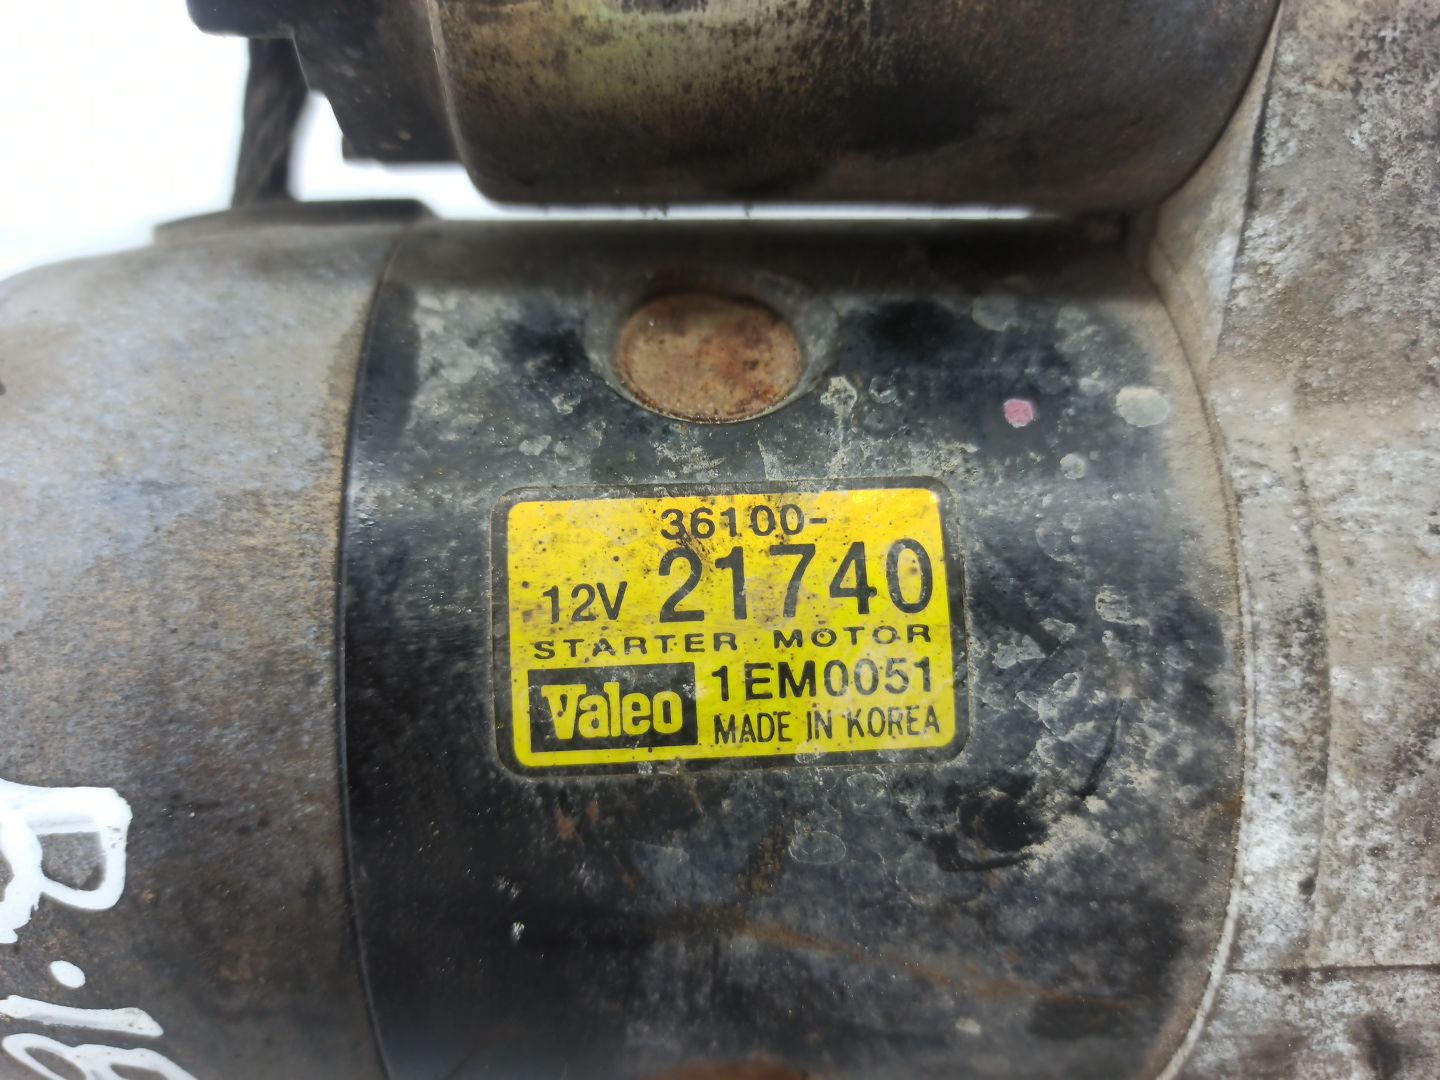 36100-
12V 21740
STARTER MOTOR
Valeo 1EM0051
MADE IN KOREA